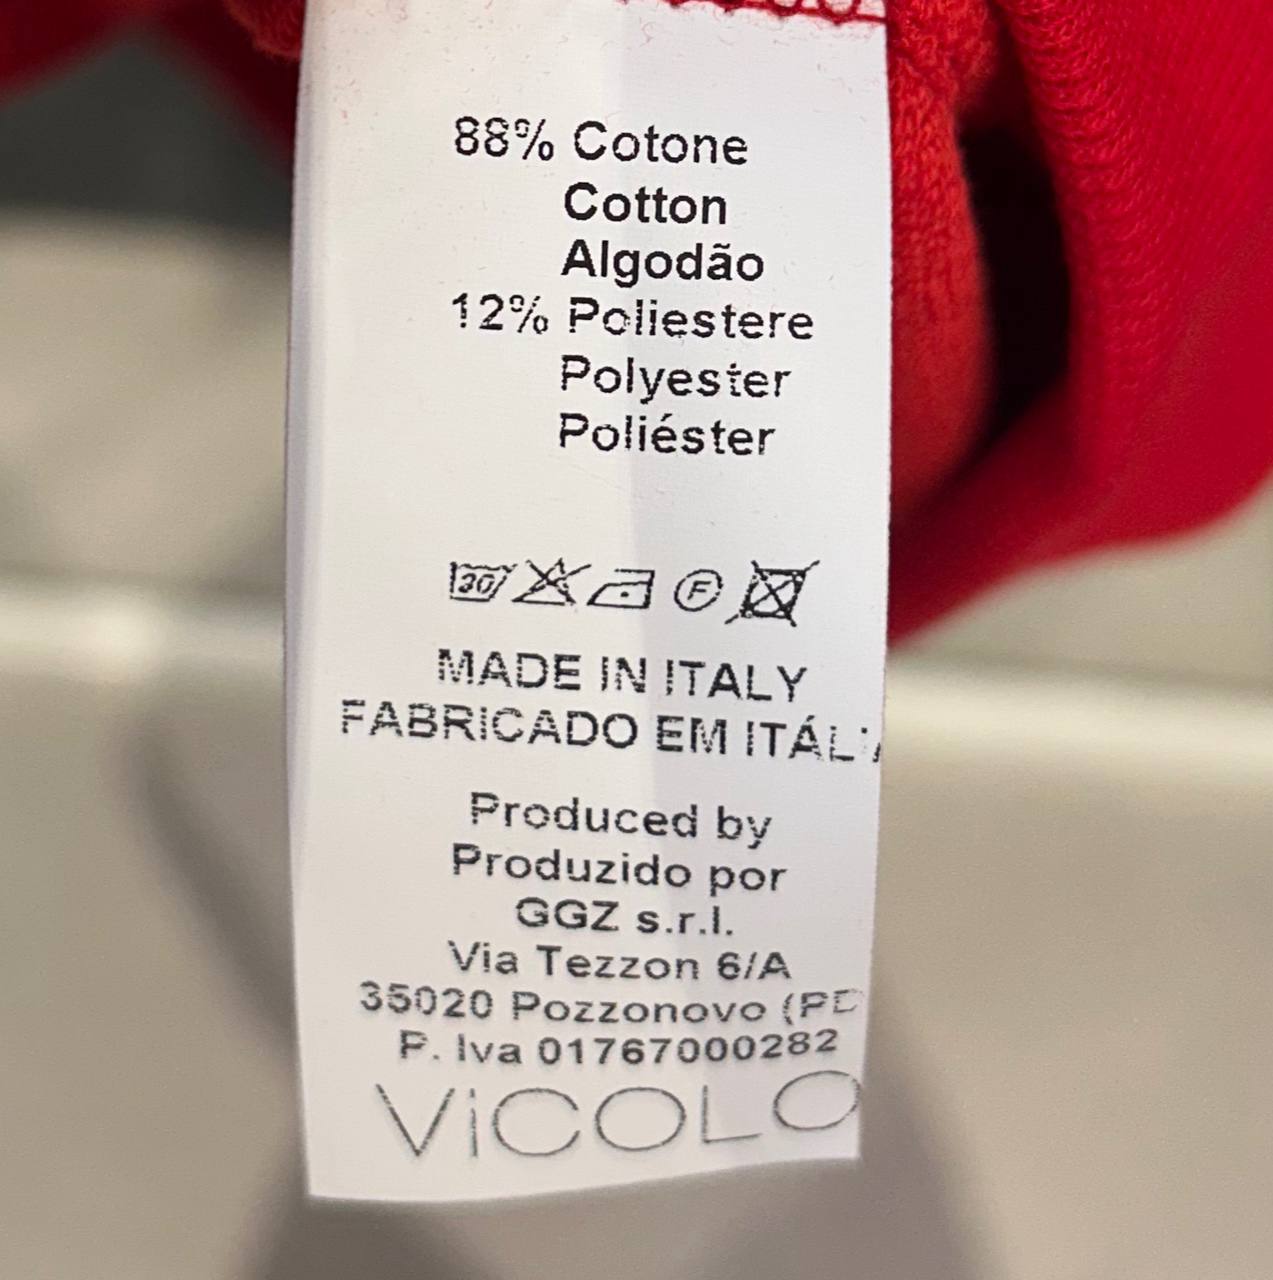 88% Cotone
Cotton
Algodão
12% Poliestere
Polyester
Poliéster
30
F
MADE IN ITALY
FABRICADO EM ITÁLIA
Produced by
Produzido por
GGZ s.r.l.
Via Tezzon 6/A
35020 Pozzonovo (PD
P. Iva 01767000282
ViCOLO